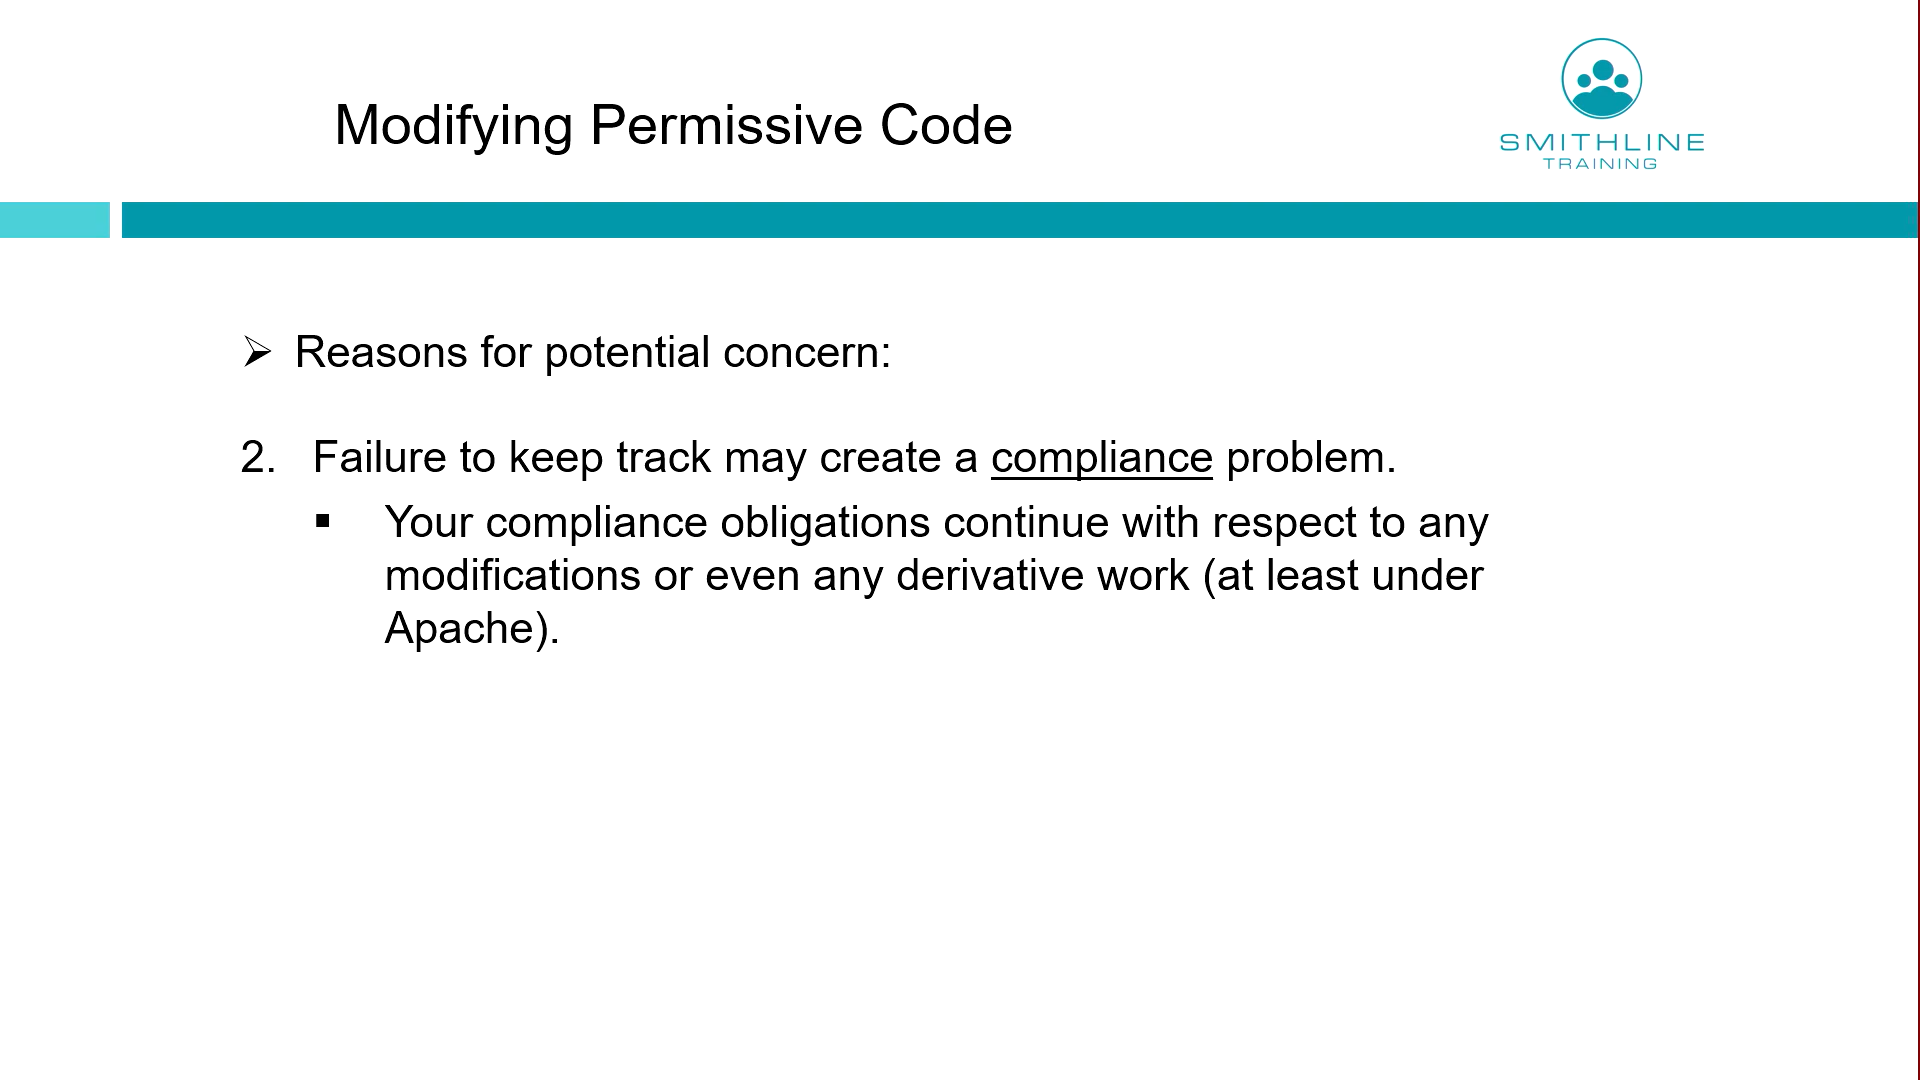 Modifying Permissive Code
SMITHLINE
TRAINING
➢ Reasons for potential concern:
2. Failure to keep track may create a compliance problem.
▪ Your compliance obligations continue with respect to any
modifications or even any derivative work (at least under
Apache).